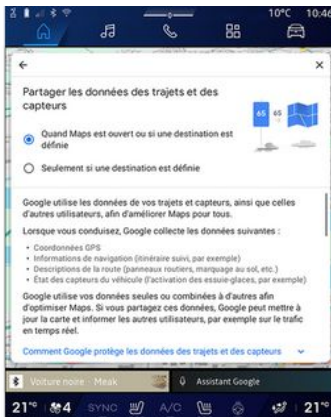 10°C 10:46
Partager les données des trajets et des
capteurs
65 65
Quand Maps est ouvert ou si une destination est
définie
Seulement si une destination est définie
Google utilise les données de vos trajets et capteurs, ainsi que celles
d'autres utilisateurs, afin d'améliorer Maps pour tous.
Lorsque vous conduisez, Google collecte les données suivantes :
• Coordonnées GPS
• Informations de navigation (itinéraire suivi, par exemple)
• Descriptions de la route (panneaux routiers, marquage au sol, etc.)
• État des capteurs du véhicule (l'activation des essuie-glaces, par exemple)
Google utilise vos données seules ou combinées à d'autres afin
d'optimiser Maps. Si vous partagez ces données, Google peut mettre à
jour la carte et informer les autres utilisateurs, par exemple sur le trafic
en temps réel.
Comment Google protège les données des trajets et des capteurs
Voiture noire · Meak
Assistant Google
21°C 4 SYNC A/C 21°C